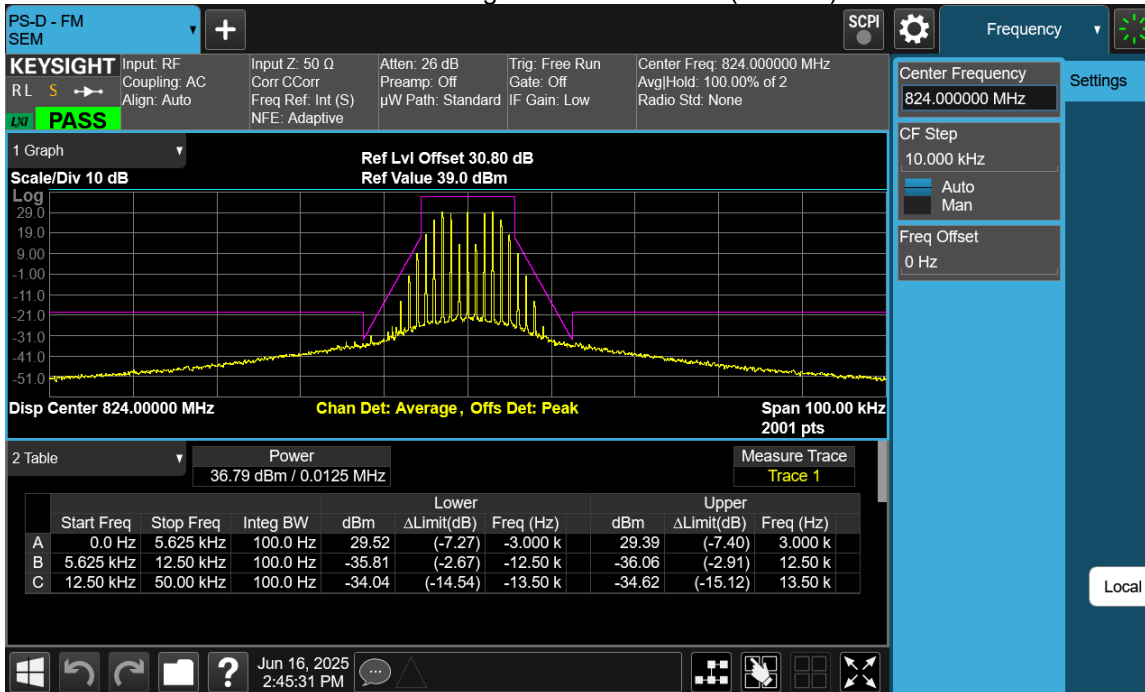 PS-D - FM
SEM
SCPI
Frequency
KEYSIGHT
RL S
LXI PASS
Input: RF
Coupling: AC
Align: Auto
Input Z: 50 Ω
Corr CCorr
Freq Ref: Int (S)
NFE: Adaptive
Atten: 26 dB
Preamp: Off
µW Path: Standard
Trig: Free Run
Gate: Off
IF Gain: Low
Center Freq: 824.000000 MHz
Avg|Hold: 100.00% of 2
Radio Std: None
Center Frequency
824.000000 MHz
Settings
CF Step
10.000 kHz
Auto
Man
Freq Offset
0 Hz
1 Graph
Scale/Div 10 dB
Ref Lvl Offset 30.80 dB
Ref Value 39.0 dBm
Log
29.0
19.0
9.00
-1.00
-11.0
-21.0
-31.0
-41.0
-51.0
Disp Center 824.00000 MHz
Chan Det: Average , Offs Det: Peak
Span 100.00 kHz
2001 pts
2 Table
Power
36.79 dBm / 0.0125 MHz
Measure Trace
Trace 1
Lower Upper
Start Freq Stop Freq Integ BW dBm ΔLimit(dB) Freq (Hz) dBm ΔLimit(dB) Freq (Hz)
A 0.0 Hz 5.625 kHz 100.0 Hz 29.52 (-7.27) -3.000 k 29.39 (-7.40) 3.000 k
B 5.625 kHz 12.50 kHz 100.0 Hz -35.81 (-2.67) -12.50 k -36.06 (-2.91) 12.50 k
C 12.50 kHz 50.00 kHz 100.0 Hz -34.04 (-14.54) -13.50 k -34.62 (-15.12) 13.50 k
Local
?
Jun 16, 2025
2:45:31 PM